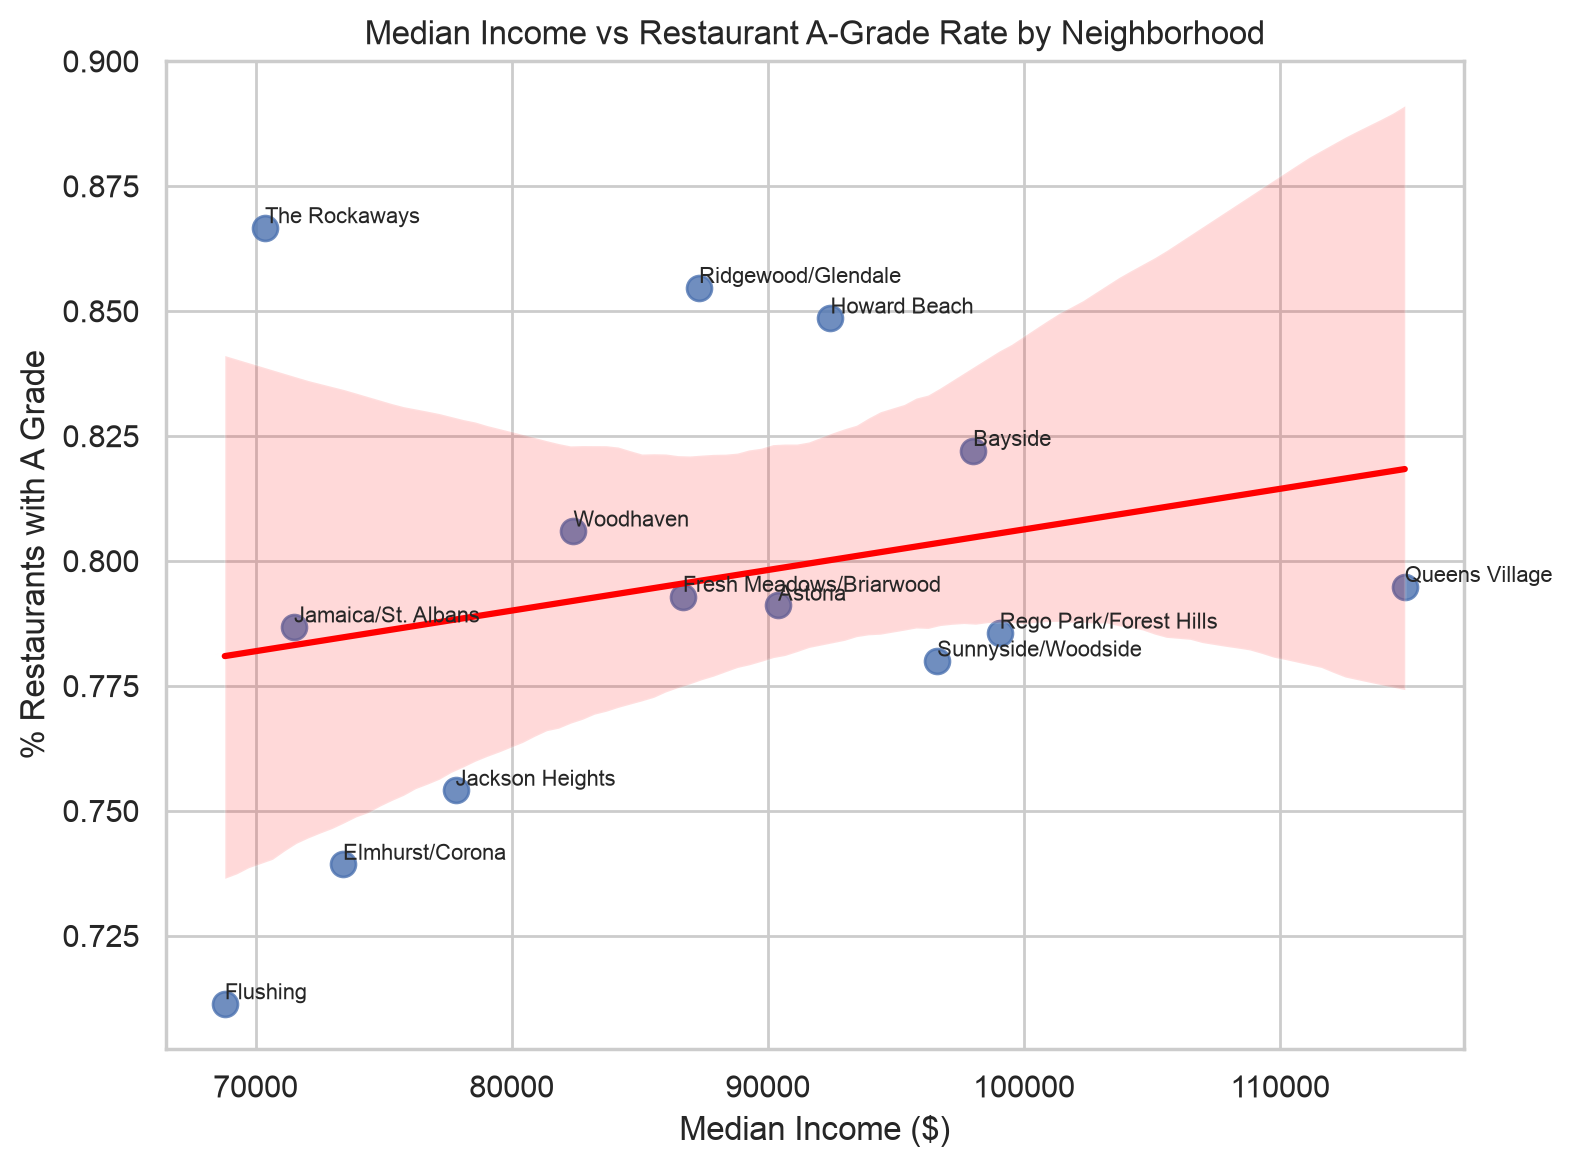 Median Income vs Restaurant A-Grade Rate by Neighborhood
0.900
0.875
0.850
0.825
0.800
0.775
0.750
0.725
% Restaurants with A Grade
The Rockaways
Ridgewood/Glendale
Howard Beach
Bayside
Woodhaven
Fresh Meadows/Briarwood
Astoria
Queens Village
Jamaica/St. Albans
Rego Park/Forest Hills
Sunnyside/Woodside
Jackson Heights
Elmhurst/Corona
Flushing
70000 80000 90000 100000 110000
Median Income ($)